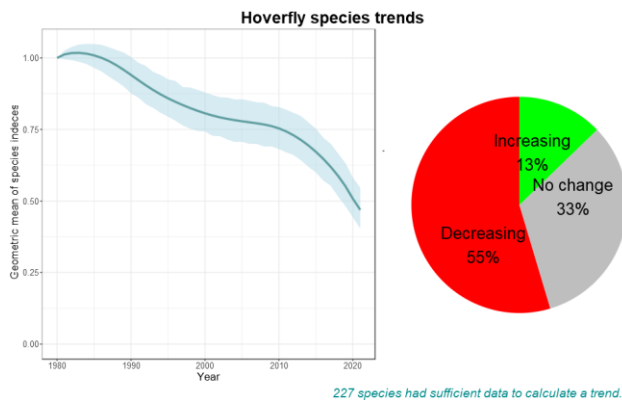 Hoverfly species trends
Geometric mean of species indeces
1.00
0.75
0.50
0.25
0.00
1980
1990
2000
2010
2020
Year
Increasing
13%
No change
33%
Decreasing
55%
227 species had sufficient data to calculate a trend.